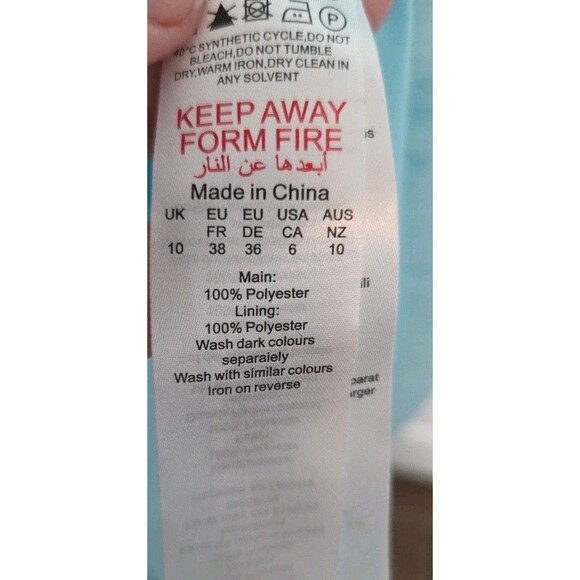 40°C SYNTHETIC CYCLE,DO NOT
BLEACH,DO NOT TUMBLE
DRY,WARM IRON,DRY CLEAN IN
ANY SOLVENT
KEEP AWAY
FORM FIRE
أبعدها عن النار
Made in China
UK EU EU USA AUS
FR DE CA NZ
10 38 36 6 10
Main:
100% Polyester
Lining:
100% Polyester
Wash dark colours
separaiely
Wash with similar colours
Iron on reverse